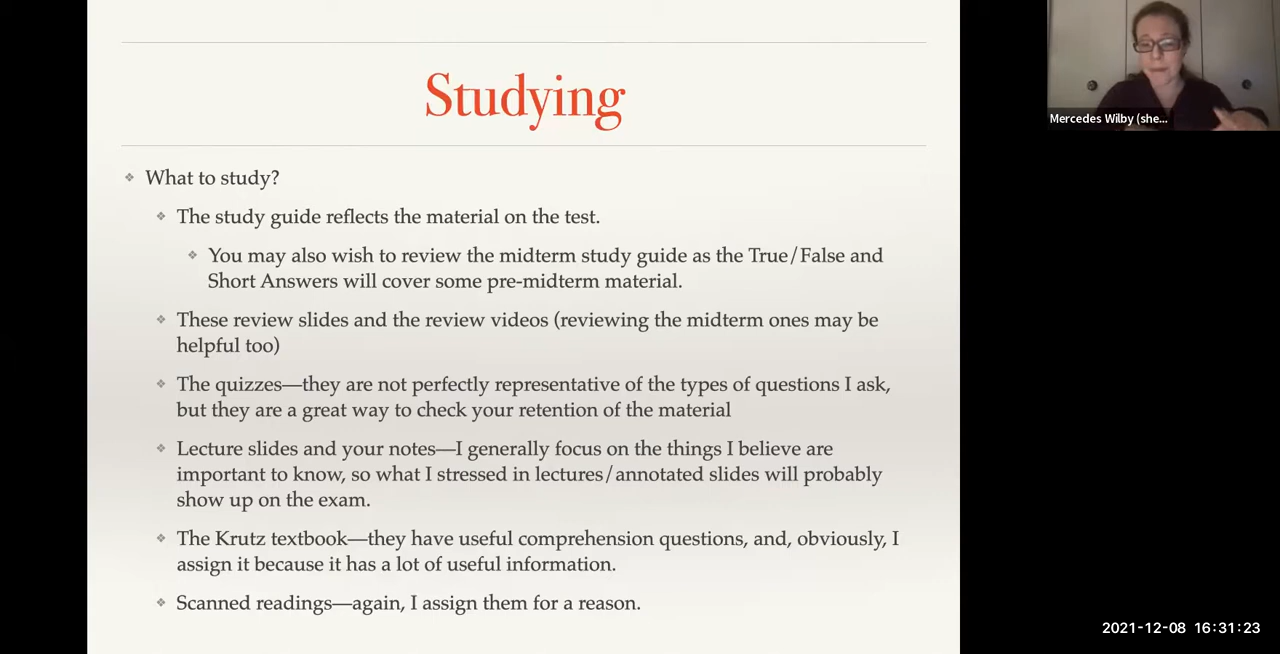 Studying
What to study?
The study guide reflects the material on the test.
You may also wish to review the midterm study guide as the True/False and
Short Answers will cover some pre-midterm material.
These review slides and the review videos (reviewing the midterm ones may be
helpful too)
The quizzes—they are not perfectly representative of the types of questions I ask,
but they are a great way to check your retention of the material
Lecture slides and your notes—I generally focus on the things I believe are
important to know, so what I stressed in lectures/annotated slides will probably
show up on the exam.
The Krutz textbook—they have useful comprehension questions, and, obviously, I
assign it because it has a lot of useful information.
Scanned readings—again, I assign them for a reason.
Mercedes Wilby (she...
2021-12-08 16:31:23